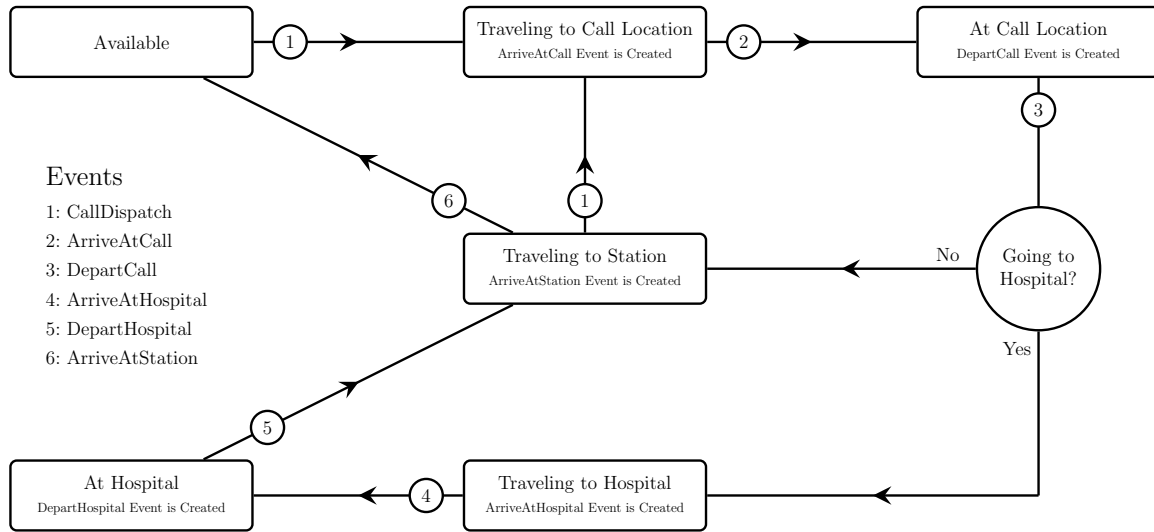 Available
1
Traveling to Call Location
ArriveAtCall Event is Created
2
At Call Location
DepartCall Event is Created
3
Events
1: CallDispatch
2: ArriveAtCall
3: DepartCall
4: ArriveAtHospital
5: DepartHospital
6: ArriveAtStation
6
1
Traveling to Station
ArriveAtStation Event is Created
No
Going to
Hospital?
Yes
5
At Hospital
DepartHospital Event is Created
4
Traveling to Hospital
ArriveAtHospital Event is Created